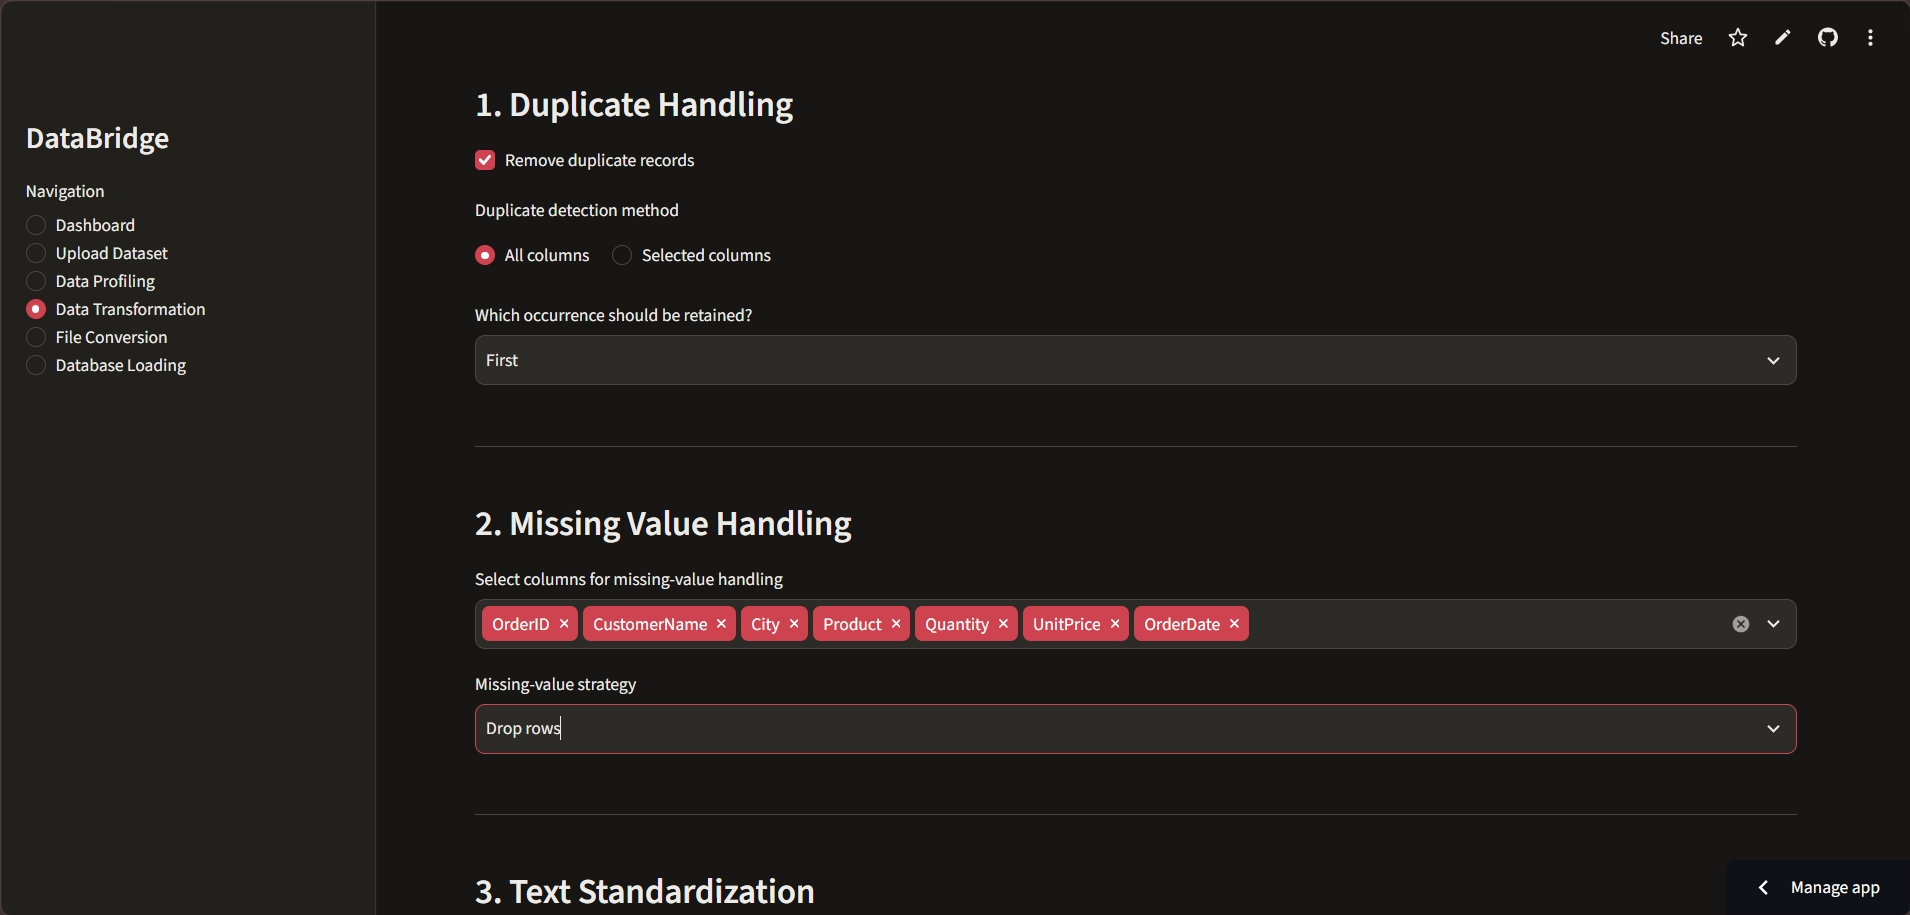 Share
DataBridge
Navigation
Dashboard
Upload Dataset
Data Profiling
Data Transformation
File Conversion
Database Loading
1. Duplicate Handling
Remove duplicate records
Duplicate detection method
All columns Selected columns
Which occurrence should be retained?
First
2. Missing Value Handling
Select columns for missing-value handling
OrderID CustomerName City Product Quantity UnitPrice OrderDate
Missing-value strategy
Drop rows
3. Text Standardization
Manage app